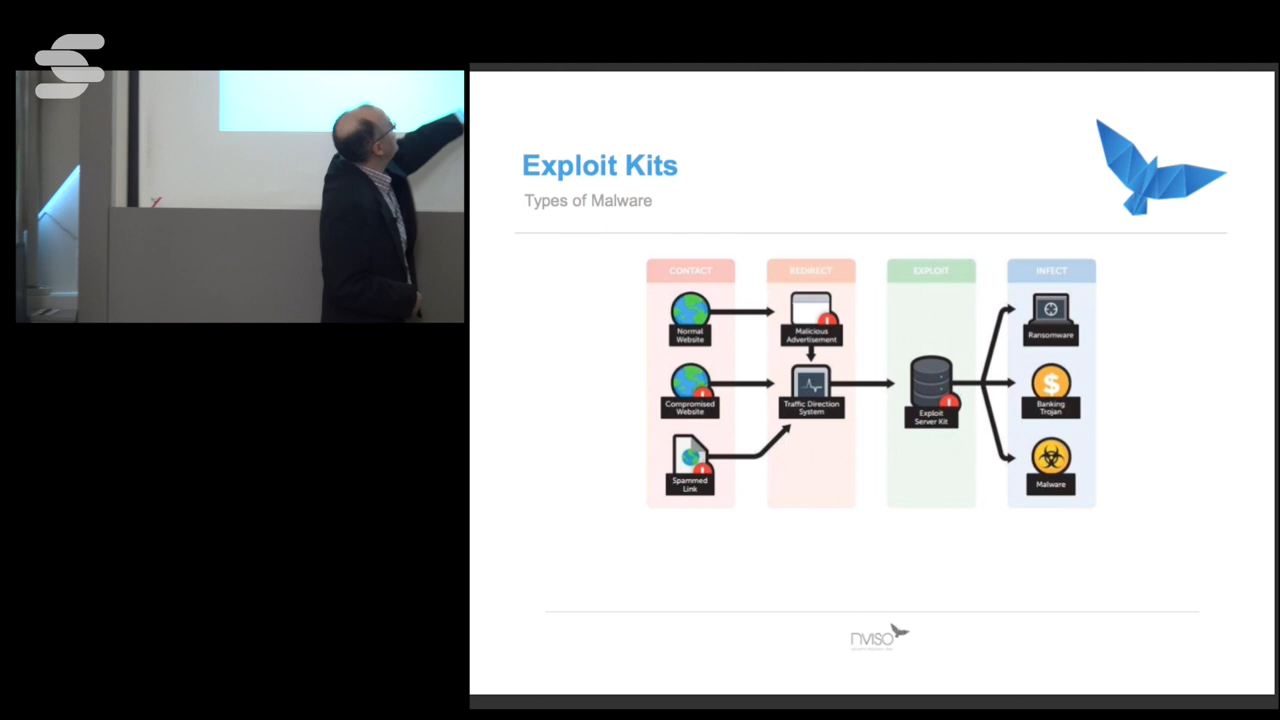 Exploit Kits
Types of Malware
CONTACT
REDIRECT
EXPLOIT
INFECT
Normal
Website
Malicious
Advertisement
Ransomware
Compromised
Website
Traffic Direction
System
Exploit
Server Kit
Banking
Trojan
Spammed
Link
Malware
NVISO